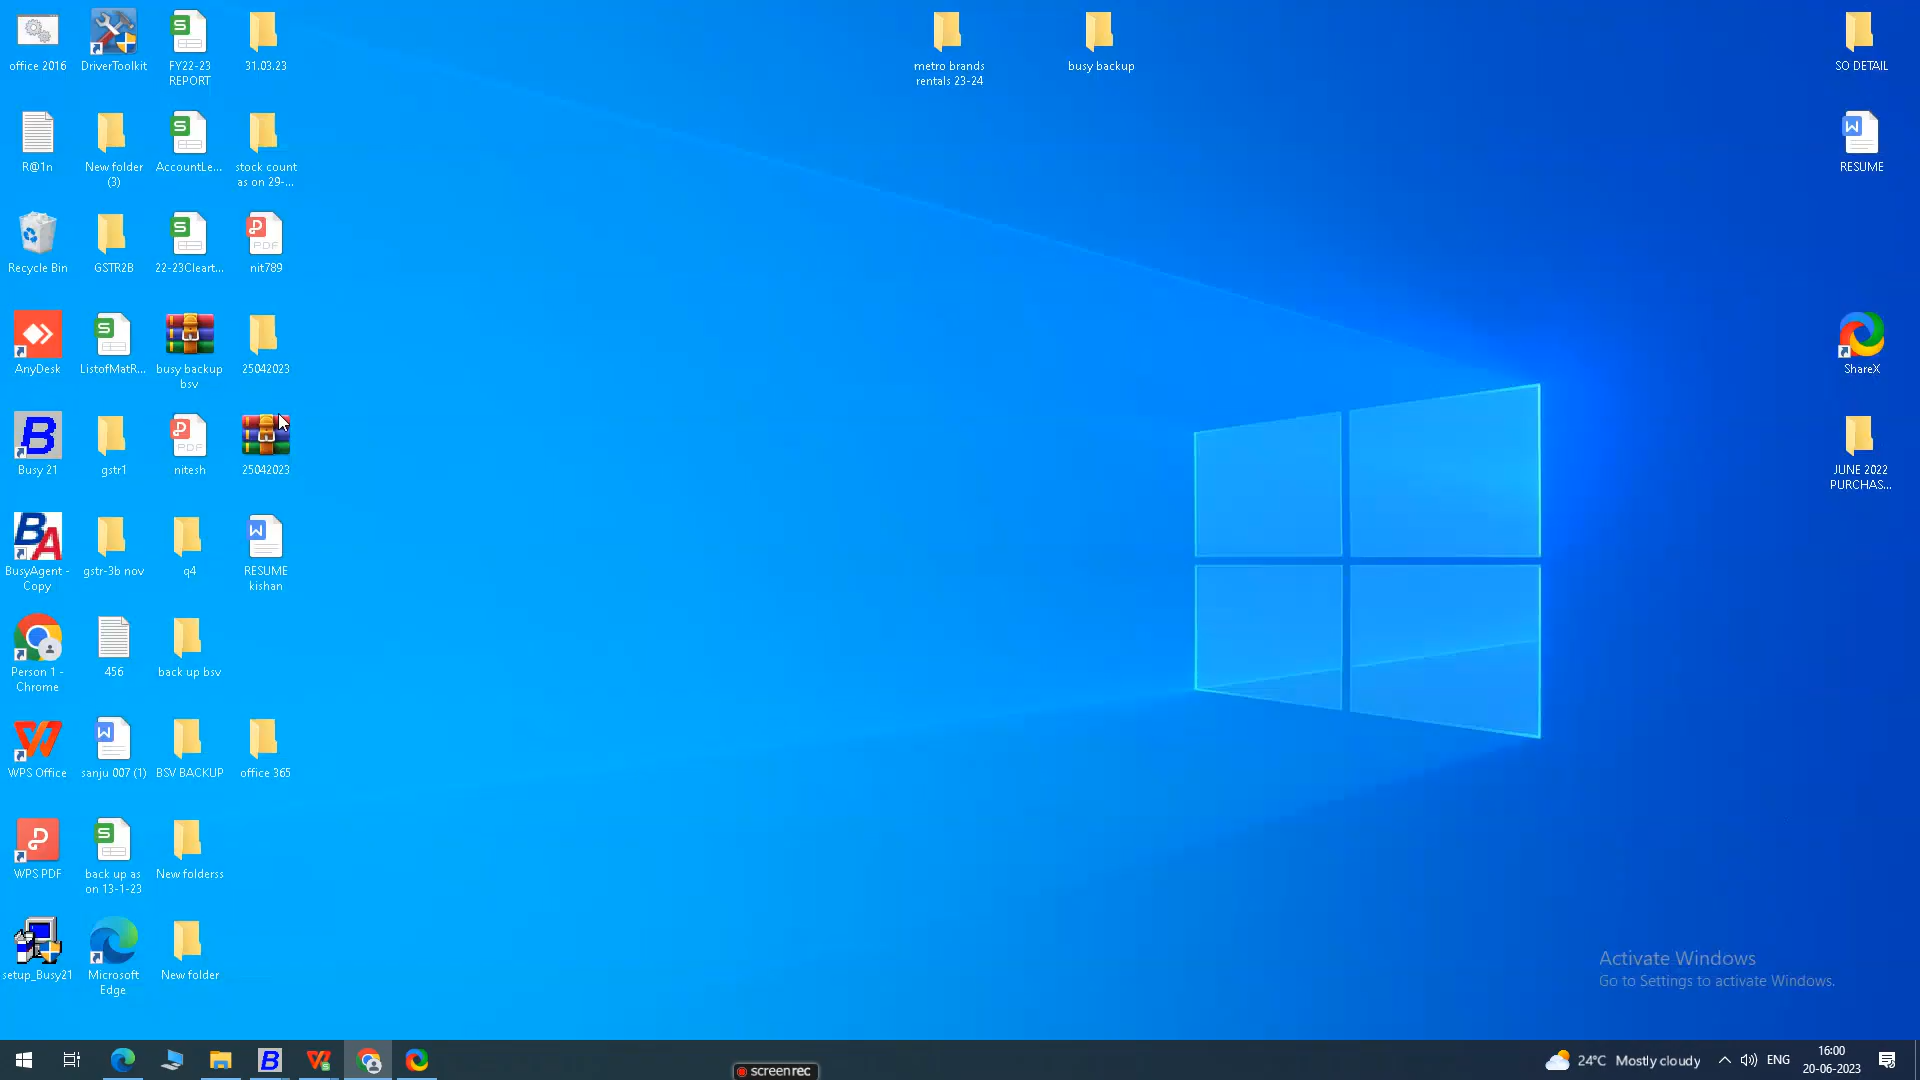 office 2016
DriverToolkit
FY22-23
REPORT
31.03.23
metro brands
rentals 23-24
busy backup
SO DETAIL
R@1n
New folder
(3)
AccountLe...
stock count
as on 29-...
RESUME
Recycle Bin
GSTR2B
22-23Cleart...
nit789
AnyDesk
ListofMatR...
busy backup
bsv
25042023
ShareX
Busy 21
gstr1
nitesh
25042023
JUNE 2022
PURCHAS...
BusyAgent -
Copy
gstr-3b nov
q4
RESUME
kishan
Person 1 -
Chrome
456
back up bsv
WPS Office
sanju 007 (1)
BSV BACKUP
office 365
WPS PDF
back up as
on 13-1-23
New folderss
setup_Busy21
Microsoft
Edge
New folder
Activate Windows
Go to Settings to activate Windows.
screenrec
24°C Mostly cloudy
ENG
16:00
20-06-2023